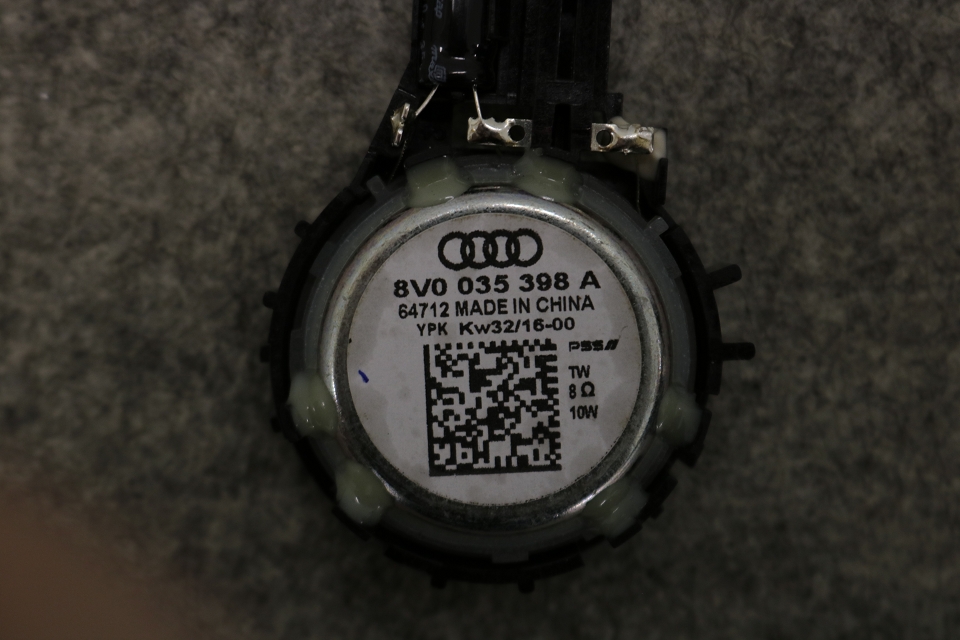 8V0 035 398 A
64712 MADE IN CHINA
YPK Kw32/16-00
PSS
TW
8 Ω
10W